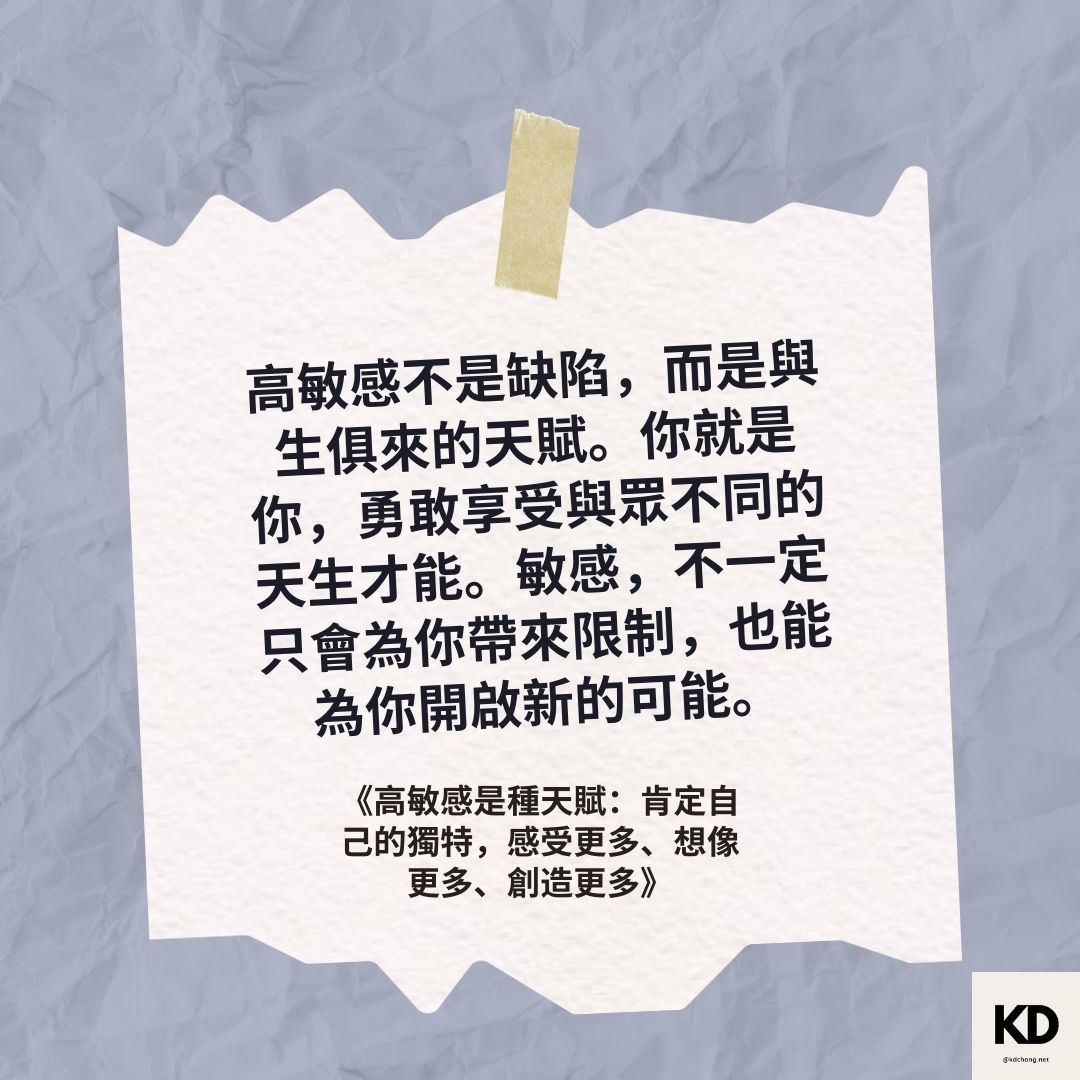 高敏感不是缺陷，而是與
生俱來的天賦。你就是
你，勇敢享受與眾不同的
天生才能。敏感，不一定
只會為你帶來限制，也能
為你開啟新的可能。
《高敏感是種天賦：肯定自
己的獨特，感受更多、想像
更多、創造更多》
KD
@kdchang.net